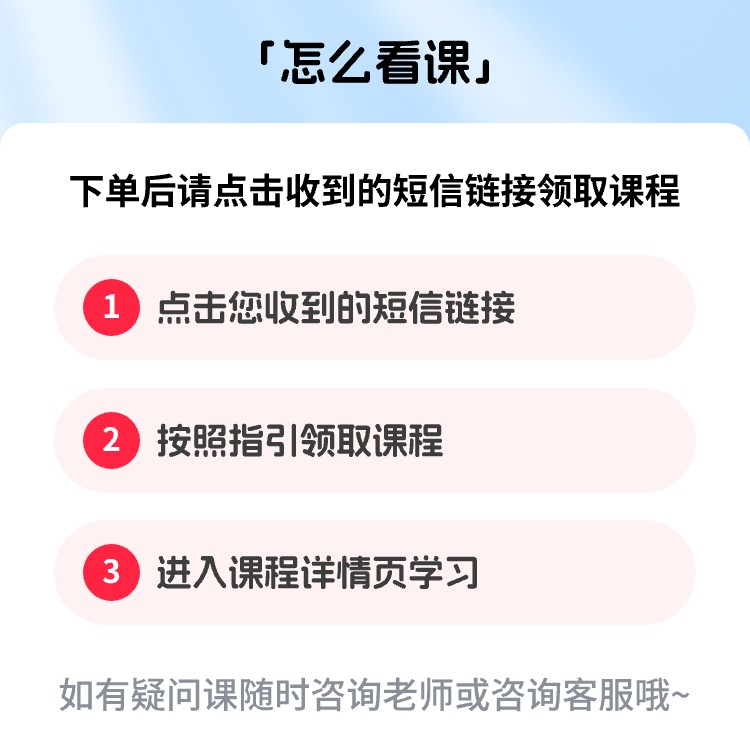 「怎么看课」
下单后请点击收到的短信链接领取课程
1 点击您收到的短信链接
2 按照指引领取课程
3 进入课程详情页学习
如有疑问课随时咨询老师或咨询客服哦~